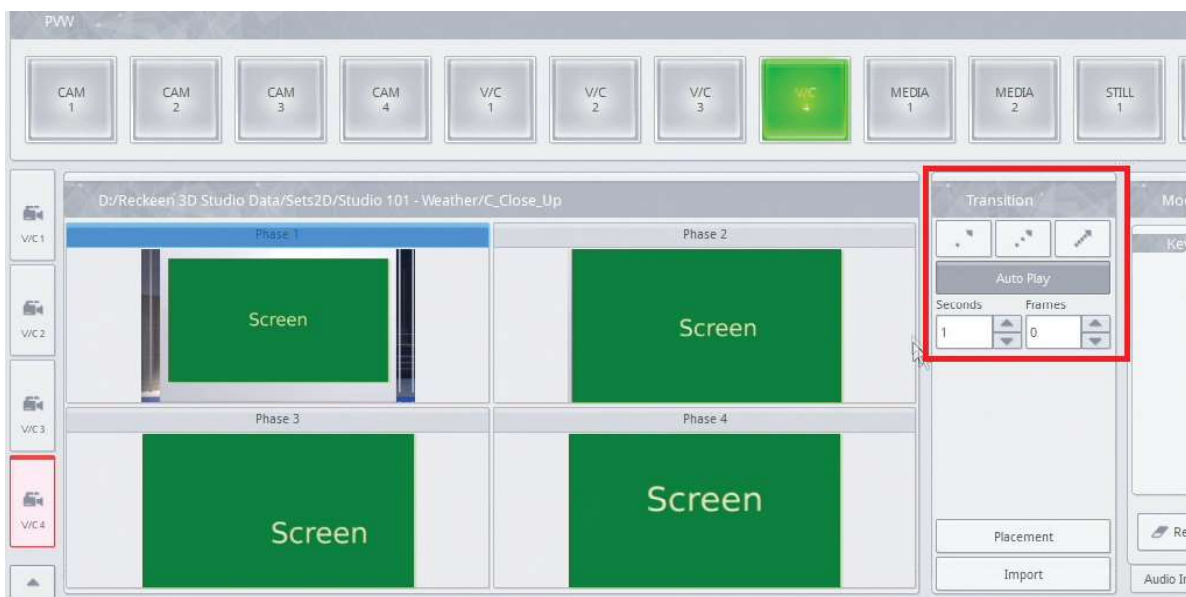 PVW
CAM 1
CAM 2
CAM 3
CAM 4
V/C 1
V/C 2
V/C 3
V/C 4
MEDIA 1
MEDIA 2
STILL 1
D:/Reckeen 3D Studio Data/Sets2D/Studio 101 - Weather/C_Close_Up
Transition
V/C 1
Phase 1
Phase 2
Auto Play
Seconds Frames
V/C 2
Screen
Screen
1 0
Phase 3
Phase 4
V/C 3
Screen
Screen
V/C 4
Placement
Import